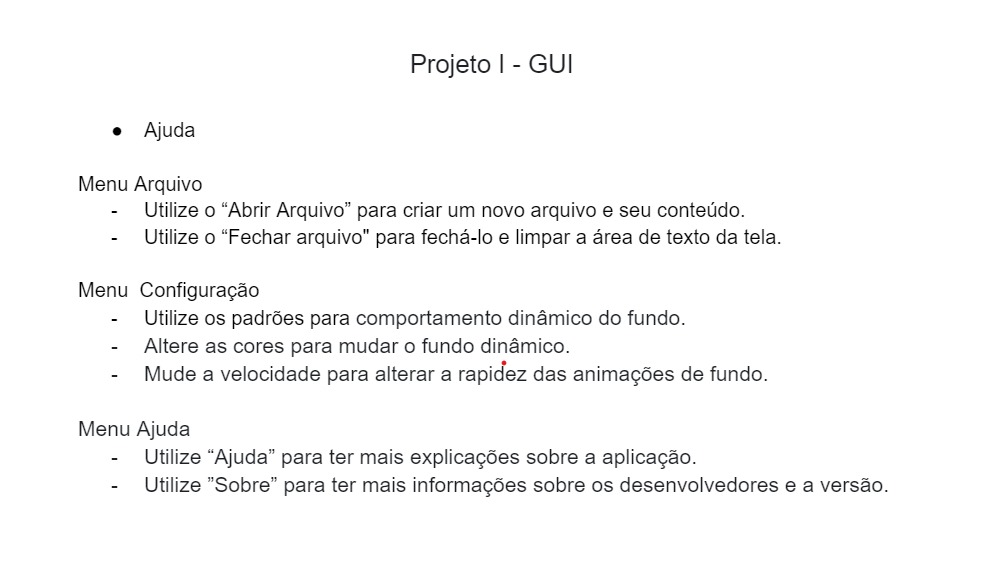 Projeto I - GUI
● Ajuda
Menu Arquivo
- Utilize o “Abrir Arquivo” para criar um novo arquivo e seu conteúdo.
- Utilize o “Fechar arquivo" para fechá-lo e limpar a área de texto da tela.
Menu  Configuração
- Utilize os padrões para comportamento dinâmico do fundo.
- Altere as cores para mudar o fundo dinâmico.
- Mude a velocidade para alterar a rapidez das animações de fundo.
Menu Ajuda
- Utilize “Ajuda” para ter mais explicações sobre a aplicação.
- Utilize ”Sobre” para ter mais informações sobre os desenvolvedores e a versão.